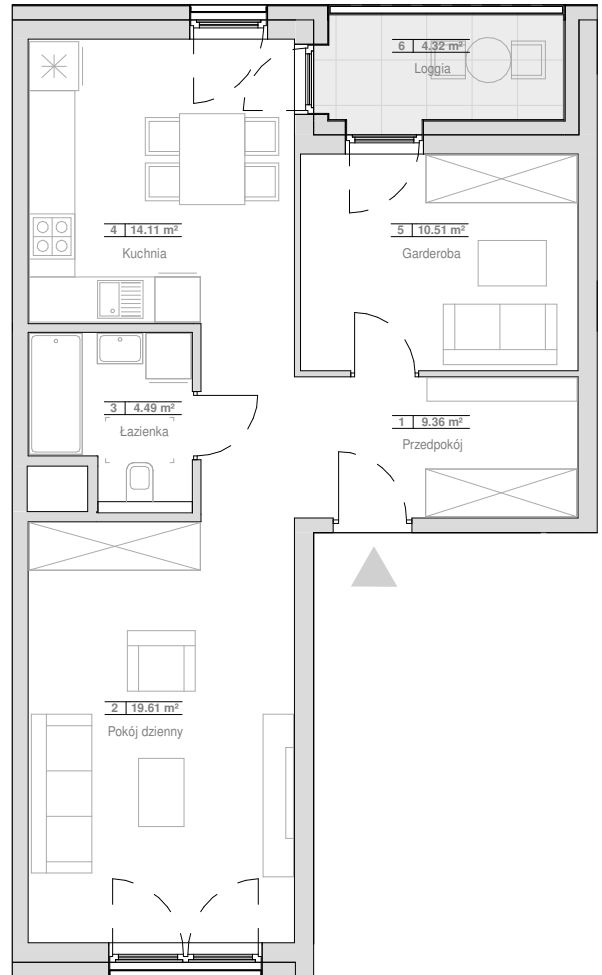 6 4.32 m²
Loggia
4 14.11 m²
Kuchnia
5 10.51 m²
Garderoba
3 4.49 m²
Łazienka
1 9.36 m²
Przedpokój
2 19.61 m²
Pokój dzienny